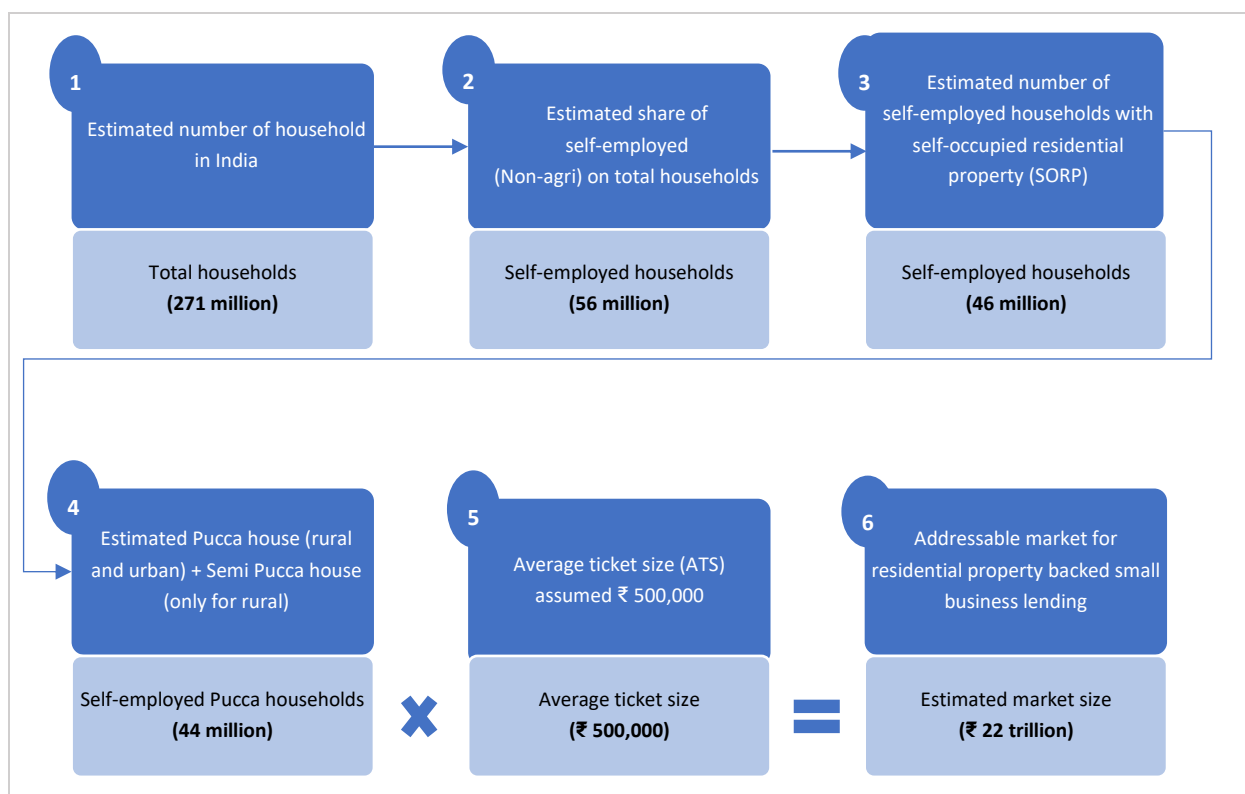 1
Estimated number of household
in India
Total households
(271 million)
2
Estimated share of
self-employed
(Non-agri) on total households
Self-employed households
(56 million)
3
Estimated number of
self-employed households with
self-occupied residential
property (SORP)
Self-employed households
(46 million)
4
Estimated Pucca house (rural
and urban) + Semi Pucca house
(only for rural)
Self-employed Pucca households
(44 million)
5
Average ticket size (ATS)
assumed ₹ 500,000
Average ticket size
(₹ 500,000)
6
Addressable market for
residential property backed small
business lending
Estimated market size
(₹ 22 trillion)